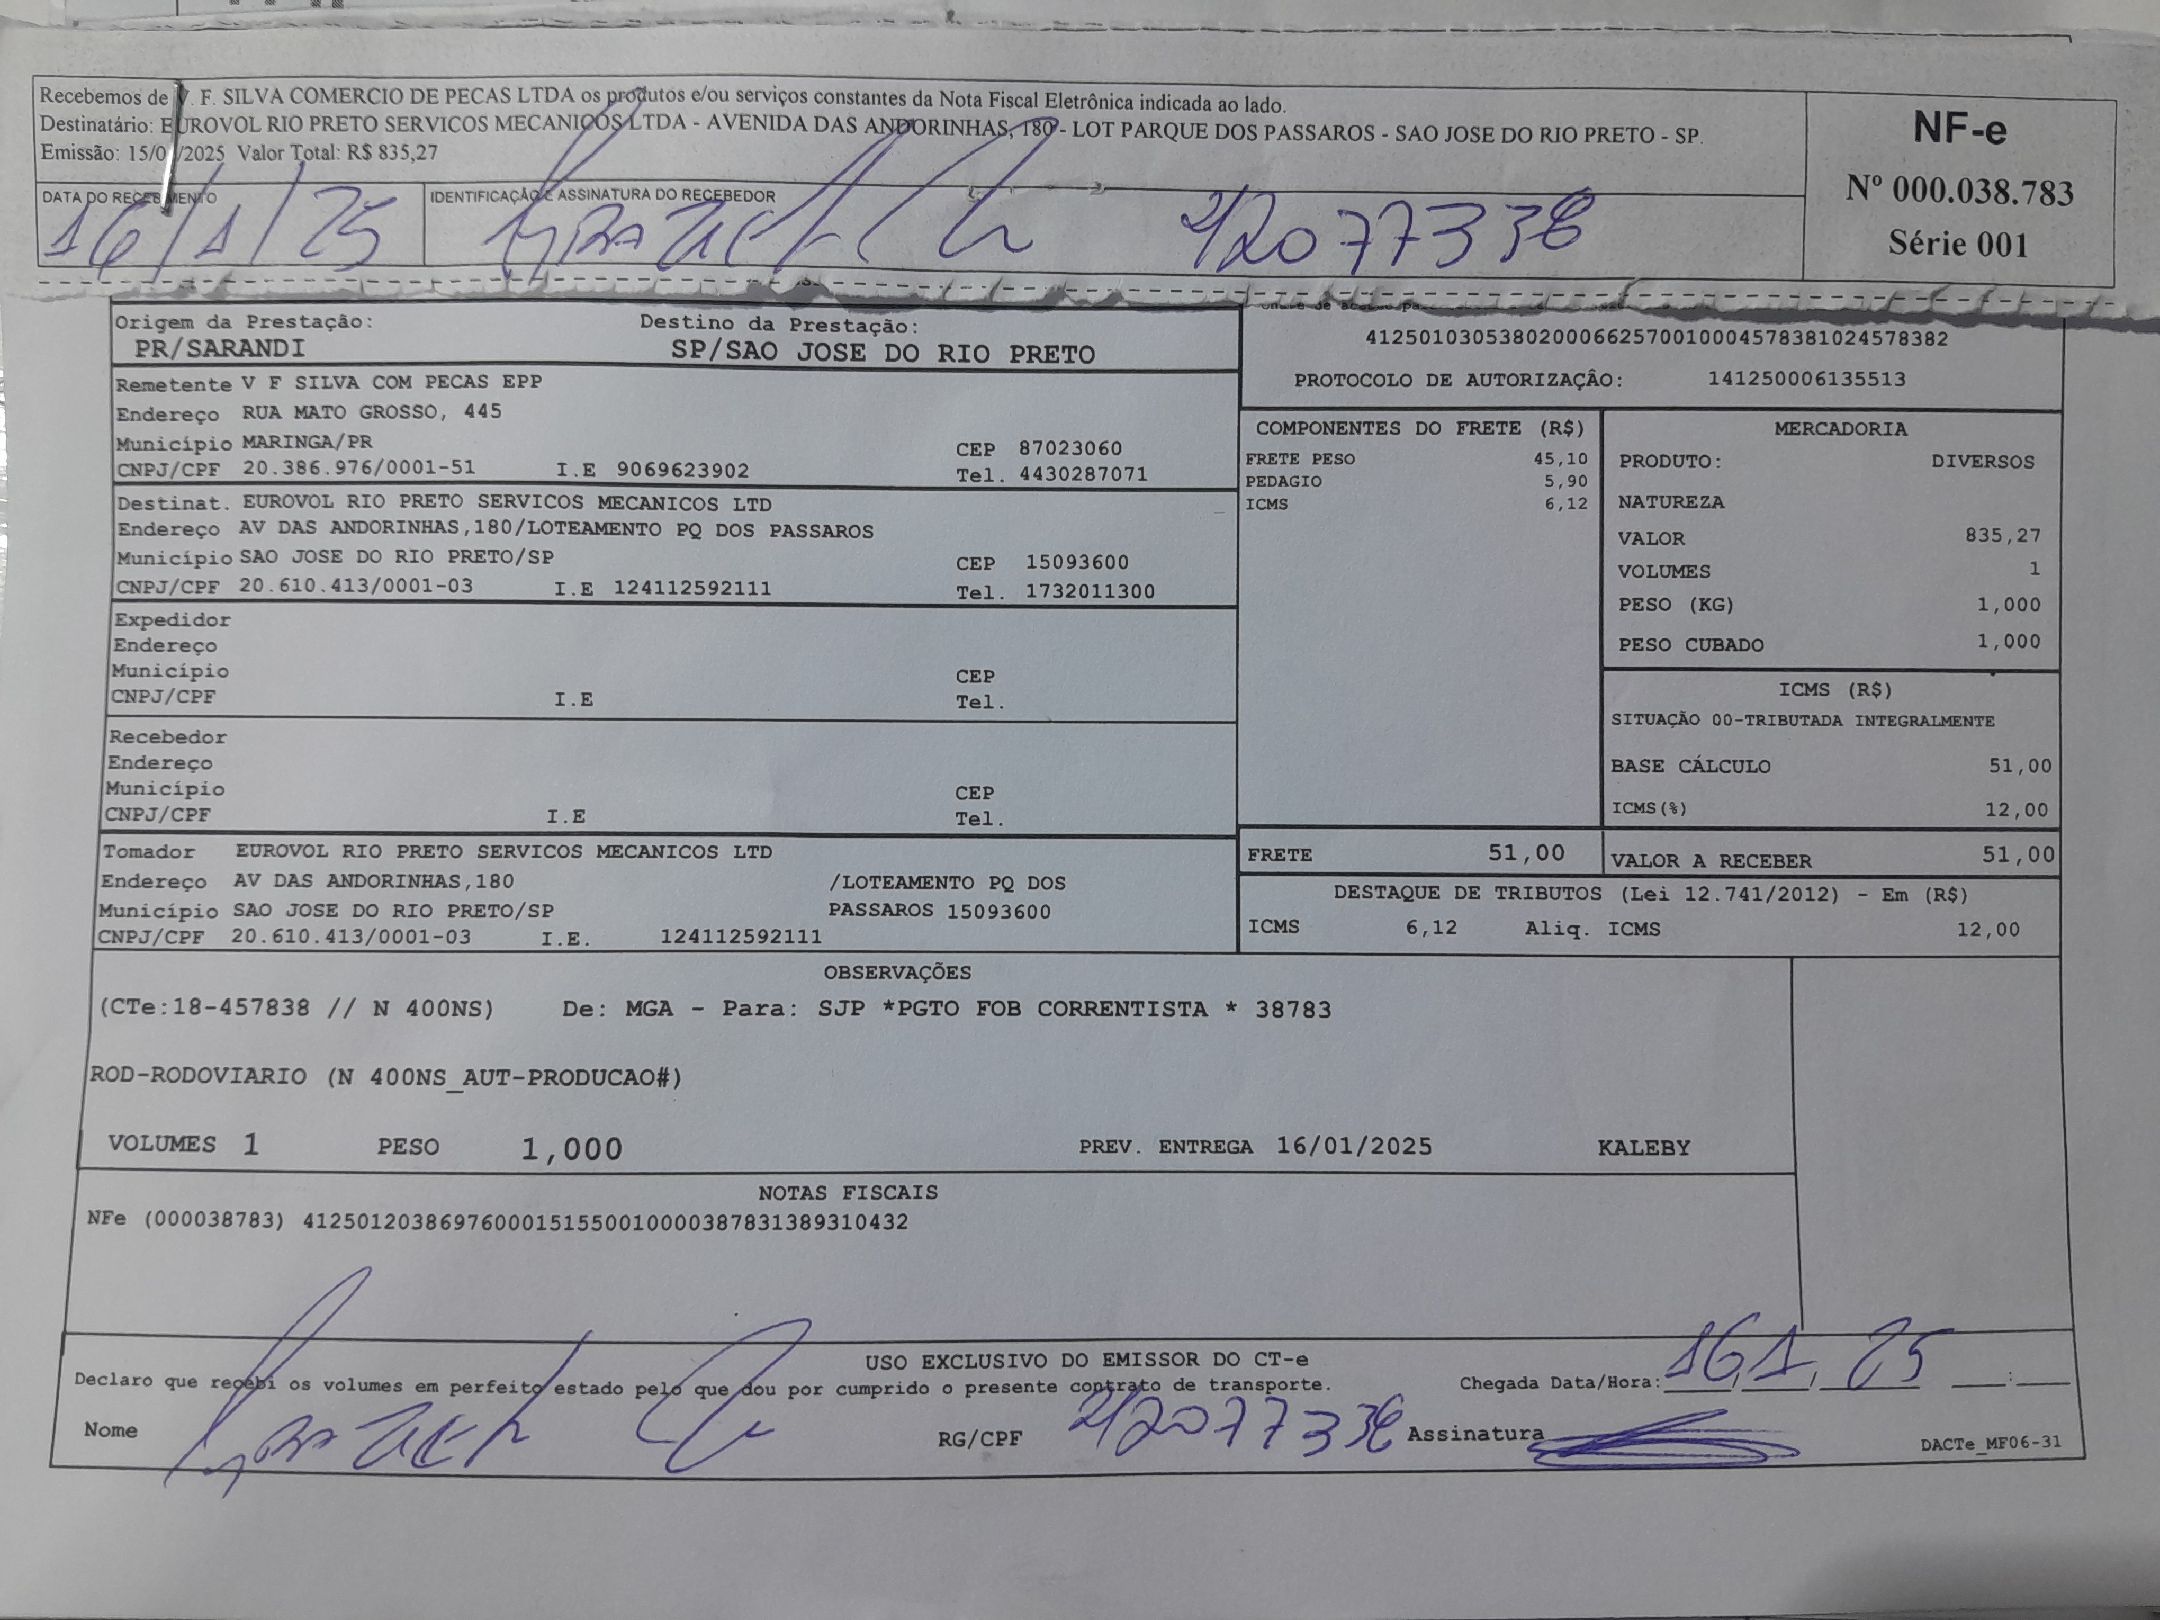 Recebemos de V. F. SILVA COMERCIO DE PECAS LTDA os produtos e/ou serviços constantes da Nota Fiscal Eletrônica indicada ao lado.
Destinatário: EUROVOL RIO PRETO SERVICOS MECANICOS LTDA - AVENIDA DAS ANDORINHAS, 180 - LOT PARQUE DOS PASSAROS - SAO JOSE DO RIO PRETO - SP.
Emissão: 15/0 /2025 Valor Total: R$ 835,27
DATA DO RECEBIMENTO
16/1/25
IDENTIFICAÇÃO E ASSINATURA DO RECEBEDOR
NF-e
Nº 000.038.783
Série 001
Origem da Prestação: Destino da Prestação:
PR/SARANDI SP/SAO JOSE DO RIO PRETO
41250103053802000662570010004578381024578382
PROTOCOLO DE AUTORIZAÇÂO: 141250006135513
Remetente V F SILVA COM PECAS EPP
Endereço RUA MATO GROSSO, 445
Município MARINGA/PR CEP 87023060
CNPJ/CPF 20.386.976/0001-51 I.E 9069623902 Tel. 4430287071
Destinat. EUROVOL RIO PRETO SERVICOS MECANICOS LTD
Endereço AV DAS ANDORINHAS,180/LOTEAMENTO PQ DOS PASSAROS
Município SAO JOSE DO RIO PRETO/SP CEP 15093600
CNPJ/CPF 20.610.413/0001-03 I.E 124112592111 Tel. 1732011300
Expedidor
Endereço
Município CEP
CNPJ/CPF I.E Tel.
Recebedor
Endereço
Município CEP
CNPJ/CPF I.E Tel.
Tomador EUROVOL RIO PRETO SERVICOS MECANICOS LTD
Endereço AV DAS ANDORINHAS,180 /LOTEAMENTO PQ DOS
Município SAO JOSE DO RIO PRETO/SP PASSAROS 15093600
CNPJ/CPF 20.610.413/0001-03 I.E. 124112592111
COMPONENTES DO FRETE (R$)
FRETE PESO 45,10
PEDAGIO 5,90
ICMS 6,12
MERCADORIA
PRODUTO: DIVERSOS
NATUREZA
VALOR 835,27
VOLUMES 1
PESO (KG) 1,000
PESO CUBADO 1,000
ICMS (R$)
SITUAÇÃO 00-TRIBUTADA INTEGRALMENTE
BASE CÁLCULO 51,00
ICMS(%) 12,00
FRETE 51,00 VALOR A RECEBER 51,00
DESTAQUE DE TRIBUTOS (Lei 12.741/2012) - Em (R$)
ICMS 6,12 Aliq. ICMS 12,00
OBSERVAÇÕES
(CTe:18-457838 // N 400NS) De: MGA - Para: SJP *PGTO FOB CORRENTISTA * 38783
ROD-RODOVIARIO (N 400NS_AUT-PRODUCAO#)
VOLUMES 1 PESO 1,000 PREV. ENTREGA 16/01/2025 KALEBY
NOTAS FISCAIS
NFe (000038783) 41250120386976000151550010000387831389310432
USO EXCLUSIVO DO EMISSOR DO CT-e
Declaro que recebi os volumes em perfeito estado pelo que dou por cumprido o presente contrato de transporte. Chegada Data/Hora: 16/1/25
Nome RG/CPF Assinatura
DACTe_MF06-31